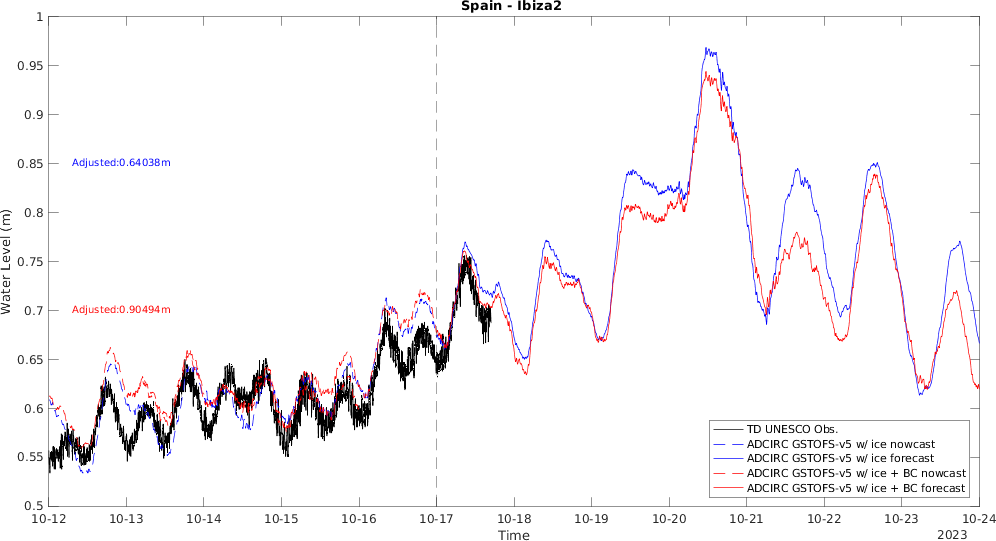 Spain - Ibiza2
1
0.95
0.9
0.85
0.8
0.75
0.7
0.65
0.6
0.55
0.5
Water Level (m)
Adjusted:0.64038m
Adjusted:0.90494m
TD UNESCO Obs.
ADCIRC GSTOFS-v5 w/ ice nowcast
ADCIRC GSTOFS-v5 w/ ice forecast
ADCIRC GSTOFS-v5 w/ ice + BC nowcast
ADCIRC GSTOFS-v5 w/ ice + BC forecast
10-12 10-13 10-14 10-15 10-16 10-17 10-18 10-19 10-20 10-21 10-22 10-23 10-24
Time
2023